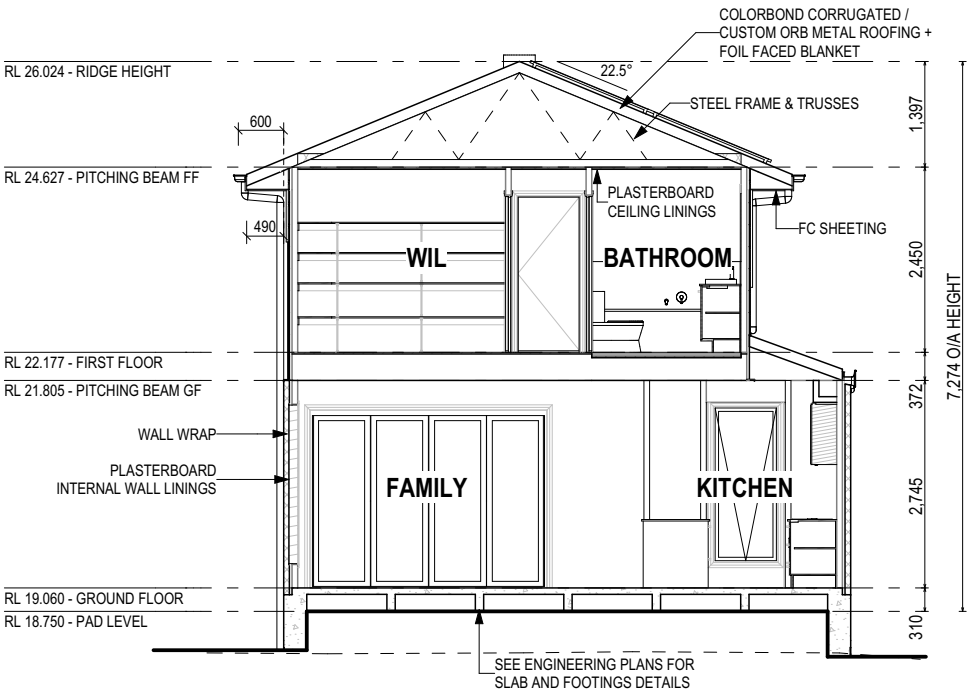 COLORBOND CORRUGATED /
CUSTOM ORB METAL ROOFING +
FOIL FACED BLANKET
RL 26.024 - RIDGE HEIGHT
22.5°
STEEL FRAME & TRUSSES
1,397
600
RL 24.627 - PITCHING BEAM FF
PLASTERBOARD
CEILING LININGS
490
FC SHEETING
WIL
BATHROOM
2,450
7,274 O/A HEIGHT
RL 22.177 - FIRST FLOOR
RL 21.805 - PITCHING BEAM GF
372
WALL WRAP
PLASTERBOARD
INTERNAL WALL LININGS
FAMILY
KITCHEN
2,745
RL 19.060 - GROUND FLOOR
RL 18.750 - PAD LEVEL
310
SEE ENGINEERING PLANS FOR
SLAB AND FOOTINGS DETAILS